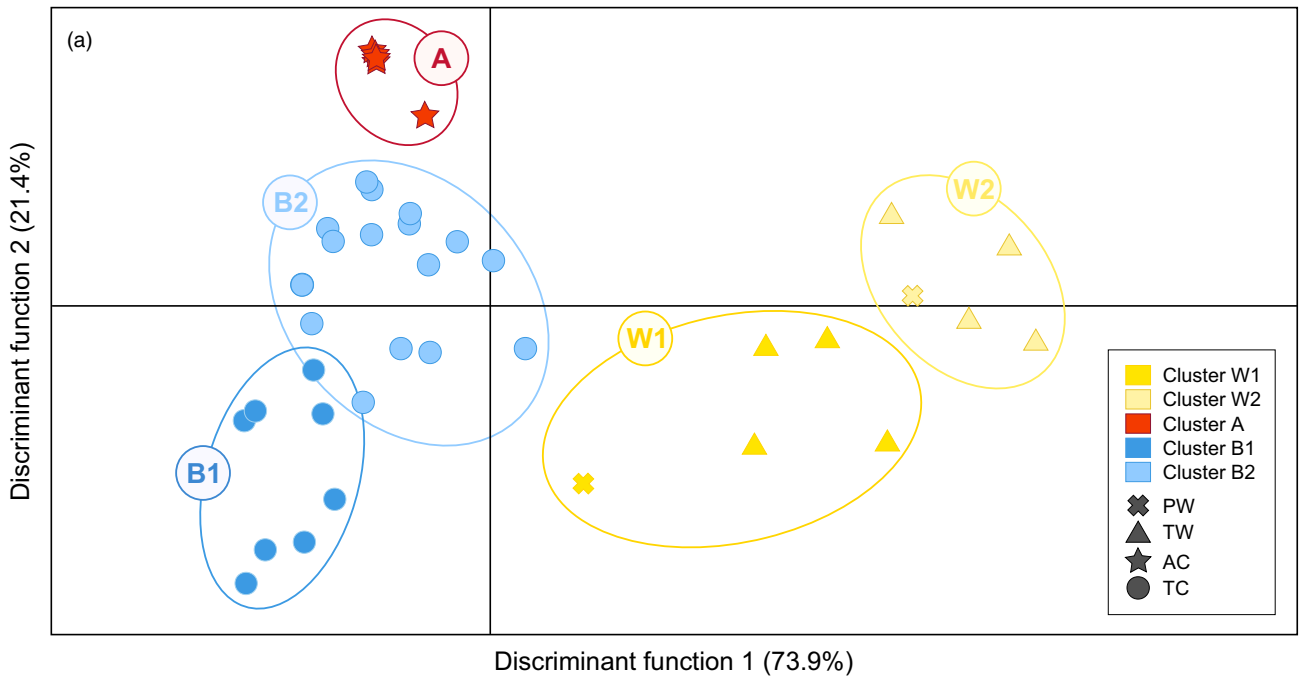 (a)
A
B2
W2
W1
B1
Discriminant function 2 (21.4%)
Discriminant function 1 (73.9%)
Cluster W1
Cluster W2
Cluster A
Cluster B1
Cluster B2
PW
TW
AC
TC